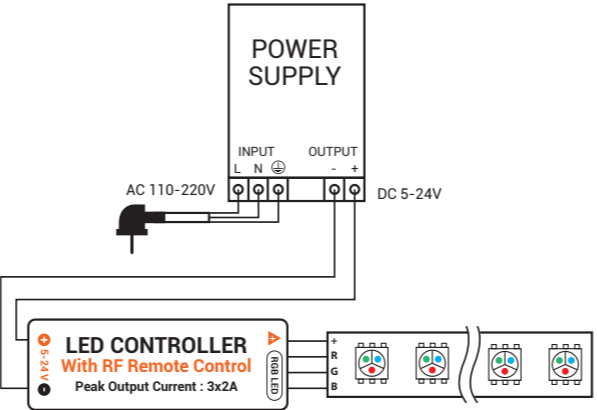 POWER
SUPPLY
INPUT OUTPUT
L N - +
AC 110-220V
DC 5-24V
+ 5-24 V -
LED CONTROLLER
With RF Remote Control
Peak Output Current : 3x2A
RGB LED
+
R
G
B